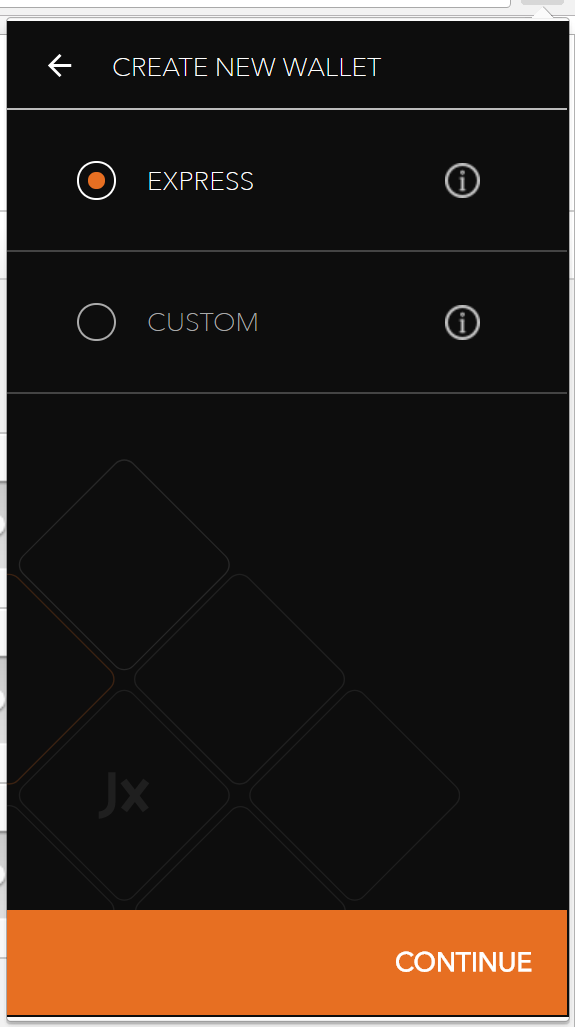 CREATE NEW WALLET
EXPRESS
CUSTOM
Jx
CONTINUE